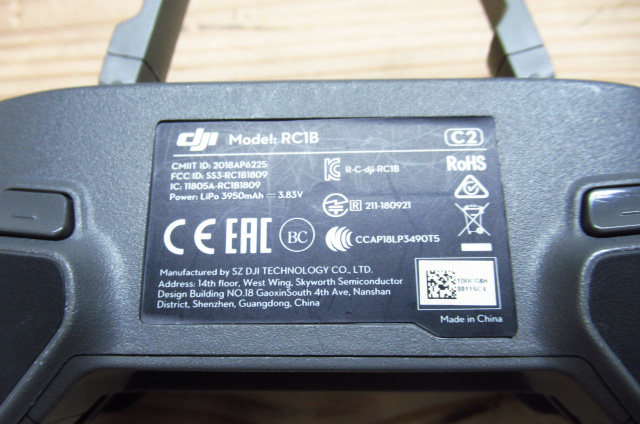 dji Model: RC1B C2
CMIIT ID: 2018AP6225
FCC ID: SS3-RC1B1809
IC: 11805A-RC1B1809
Power: LiPo 3950mAh ⎓ 3.83V
R-C-dji-RC1B
RoHS
R 211-180921
CE EAC BC CCAP18LP3490T5
Manufactured by SZ DJI TECHNOLOGY CO., LTD.
Address: 14th floor, West Wing, Skyworth Semiconductor
Design Building NO.18 GaoxinSouth 4th Ave, Nanshan
District, Shenzhen, Guangdong, China
Made in China